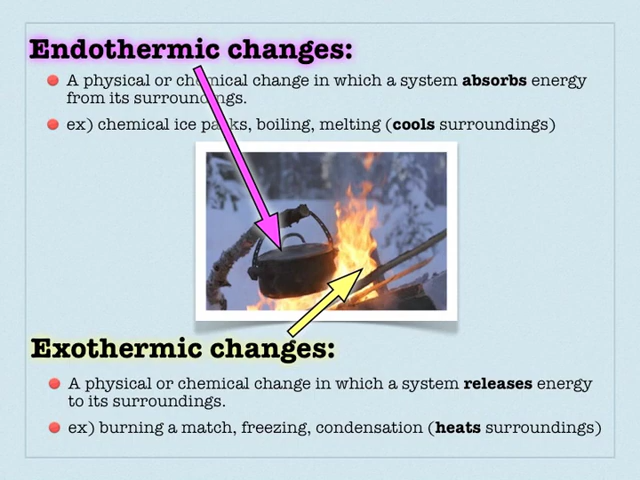 Endothermic changes:
A physical or chemical change in which a system absorbs energy
from its surroundings.
ex) chemical ice packs, boiling, melting (cools surroundings)
Exothermic changes:
A physical or chemical change in which a system releases energy
to its surroundings.
ex) burning a match, freezing, condensation (heats surroundings)